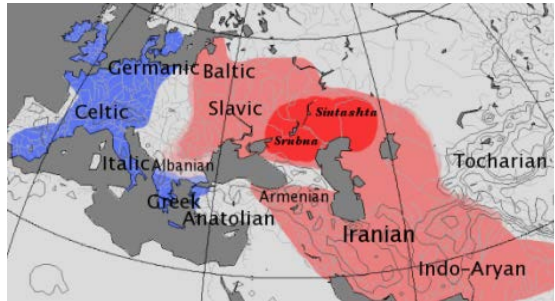 Germanic
Baltic
Celtic
Slavic
Sintashta
Srubna
Italic
Albanian
Tocharian
Greek
Anatolian
Armenian
Iranian
Indo-Aryan